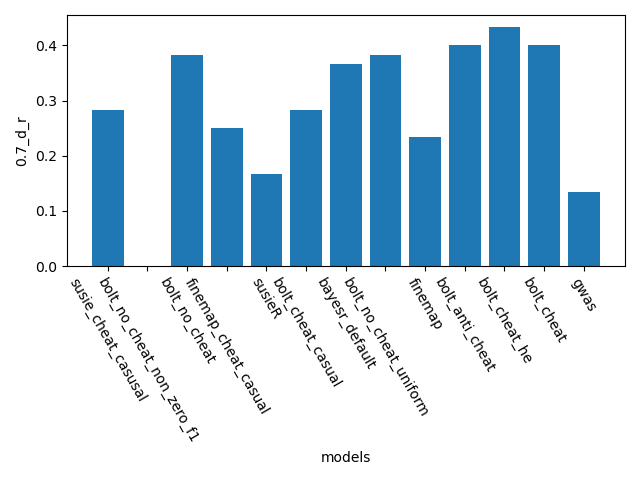 0.4
0.3
0.2
0.1
0.0
0.7_d_r
susie_cheat_casusal
bolt_no_cheat_non_zero_f1
bolt_no_cheat
finemap_cheat_casual
susieR
bolt_cheat_casual
bayesr_default
bolt_no_cheat_uniform
finemap
bolt_anti_cheat
bolt_cheat_he
bolt_cheat
gwas
models